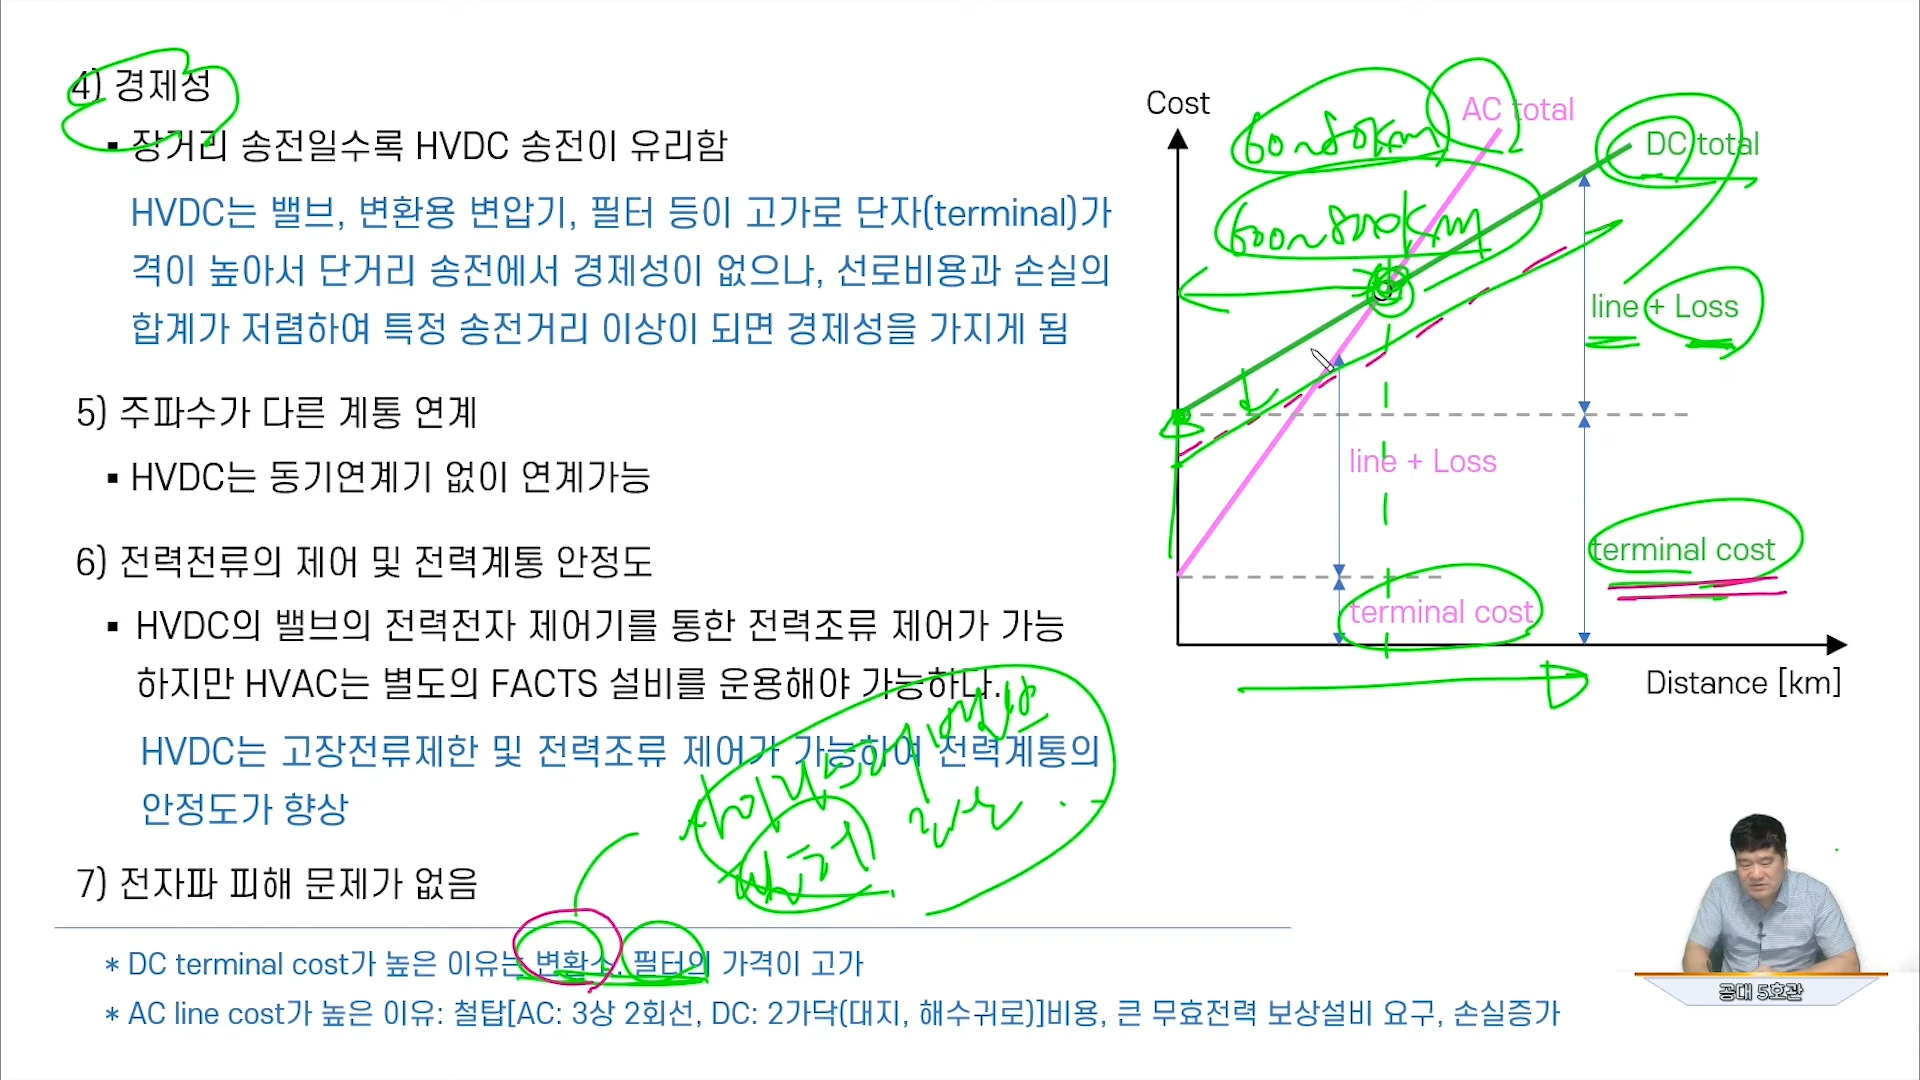 4) 경제성
▪ 장거리 송전일수록 HVDC 송전이 유리함
HVDC는 밸브, 변환용 변압기, 필터 등이 고가로 단자(terminal)가
격이 높아서 단거리 송전에서 경제성이 없으나, 선로비용과 손실의
합계가 저렴하여 특정 송전거리 이상이 되면 경제성을 가지게 됨
5) 주파수가 다른 계통 연계
▪ HVDC는 동기연계기 없이 연계가능
6) 전력전류의 제어 및 전력계통 안정도
▪ HVDC의 밸브의 전력전자 제어기를 통한 전력조류 제어가 가능
하지만 HVAC는 별도의 FACTS 설비를 운용해야 가능하다.
HVDC는 고장전류제한 및 전력조류 제어가 가능하여 전력계통의
안정도가 향상
7) 전자파 피해 문제가 없음
* DC terminal cost가 높은 이유는 변환소, 필터의 가격이 고가
* AC line cost가 높은 이유: 철탑[AC: 3상 2회선, DC: 2가닥(대지, 해수귀로)]비용, 큰 무효전력 보상설비 요구, 손실증가
Cost
AC total
DC total
60~80km
600~800km
line + Loss
line + Loss
terminal cost
terminal cost
Distance [km]
공대 5호관